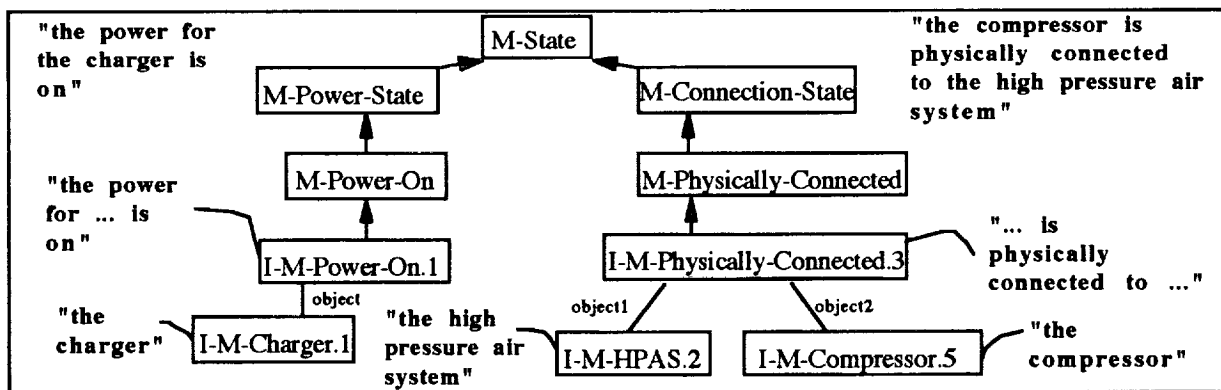 "the power for
the charger is
on"
M-State
"the compressor is
physically connected
to the high pressure air
system"
M-Power-State
M-Connection-State
M-Power-On
M-Physically-Connected
"the power
for ... is
on"
I-M-Power-On.1
I-M-Physically-Connected.3
"... is
physically
connected to ..."
object
object1
object2
"the
charger"
I-M-Charger.1
"the high
pressure air
system"
I-M-HPAS.2
I-M-Compressor.5
"the
compressor"